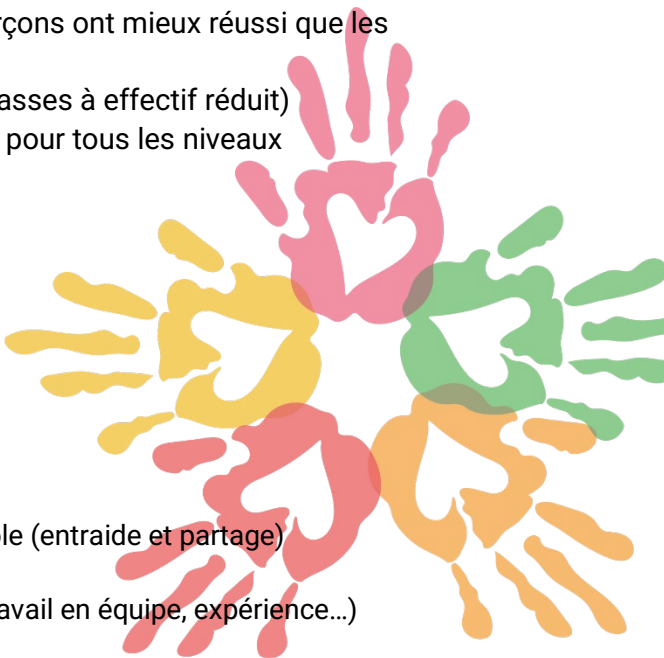 rçons ont mieux réussi que les
asses à effectif réduit)
pour tous les niveaux
le (entraide et partage)
avail en équipe, expérience…)